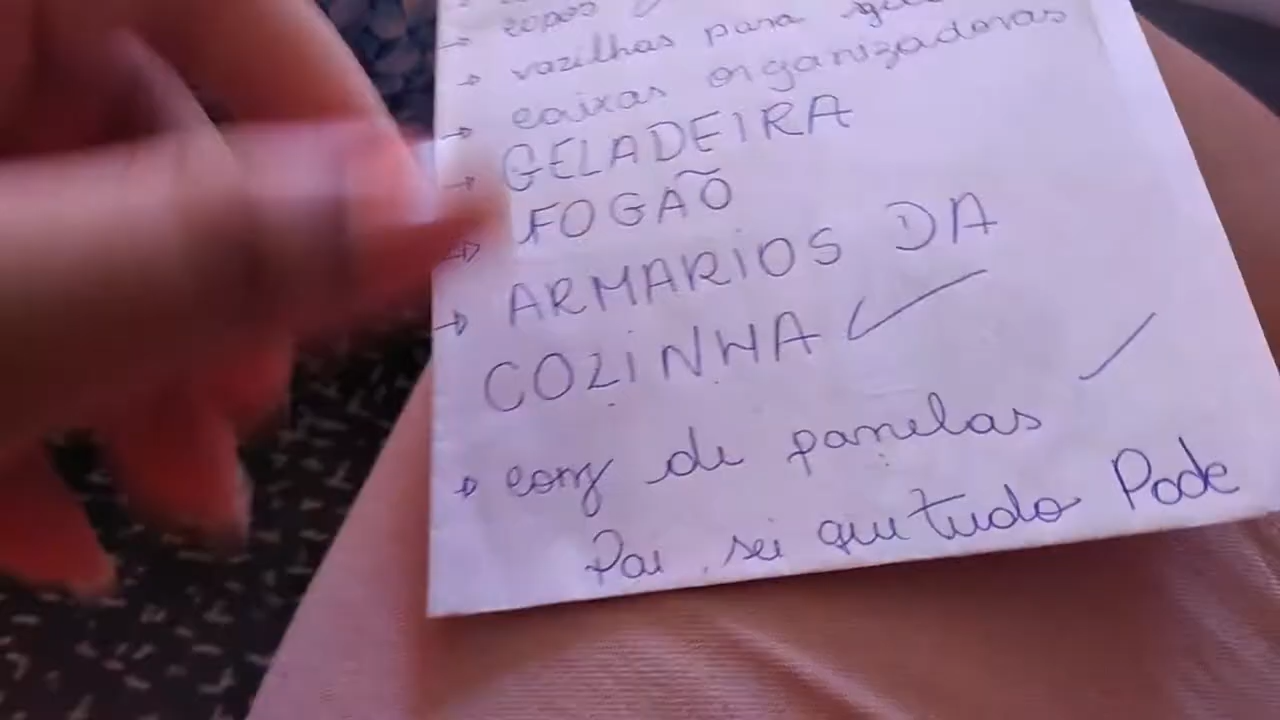 → copos
→ vazilhas para
→ caixas organizadoras
→ GELADEIRA
→ FOGÃO
→ ARMARIOS DA
COZINHA
→ conj de panelas
Pai, sei que tudo Pode